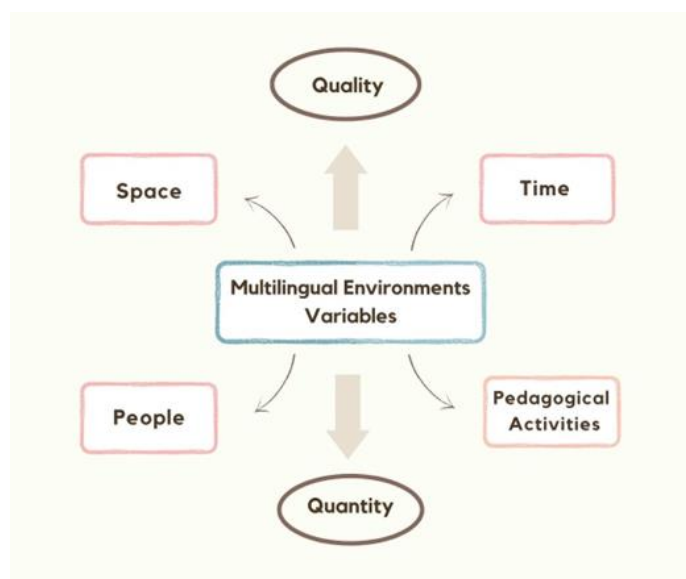 Quality
Space
Time
Multilingual Environments
Variables
People
Pedagogical
Activities
Quantity